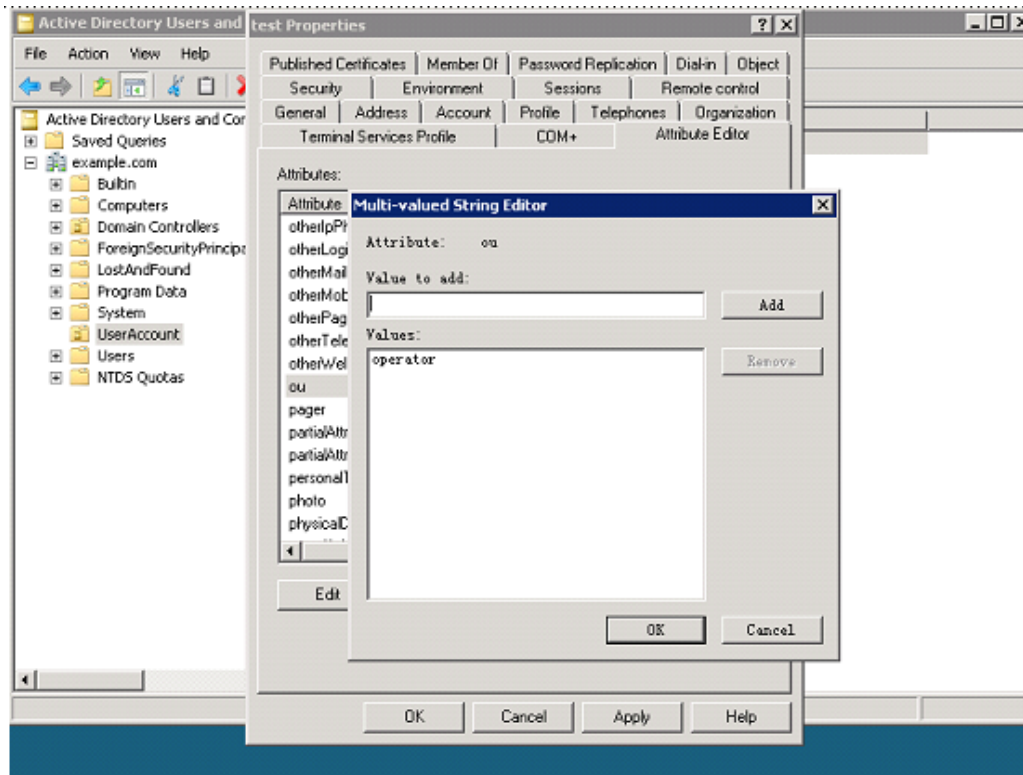 Active Directory Users and
File Action View Help
Active Directory Users and Cor
Saved Queries
example.com
Builtin
Computers
Domain Controllers
ForeignSecurityPrincipa
LostAndFound
Program Data
System
UserAccount
Users
NTDS Quotas
test Properties
Published Certificates Member Of Password Replication Dial-in Object
Security Environment Sessions Remote control
General Address Account Profile Telephones Organization
Terminal Services Profile COM+ Attribute Editor
Attributes:
Attribute
otherIpPh
otherLogi
otherMail
otherMob
otherPag
otherTele
otherWel
ou
pager
partialAttr
partialAttr
personalT
photo
physicalD
Edit
Multi-valued String Editor
Attribute: ou
Value to add:
Add
Values:
operator
Remove
OK Cancel
OK Cancel Apply Help